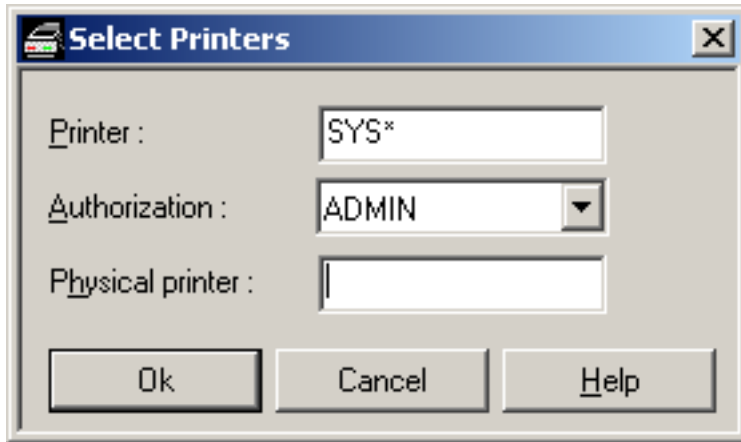 Select Printers
Printer : SYS*
Authorization : ADMIN
Physical printer :
Ok Cancel Help